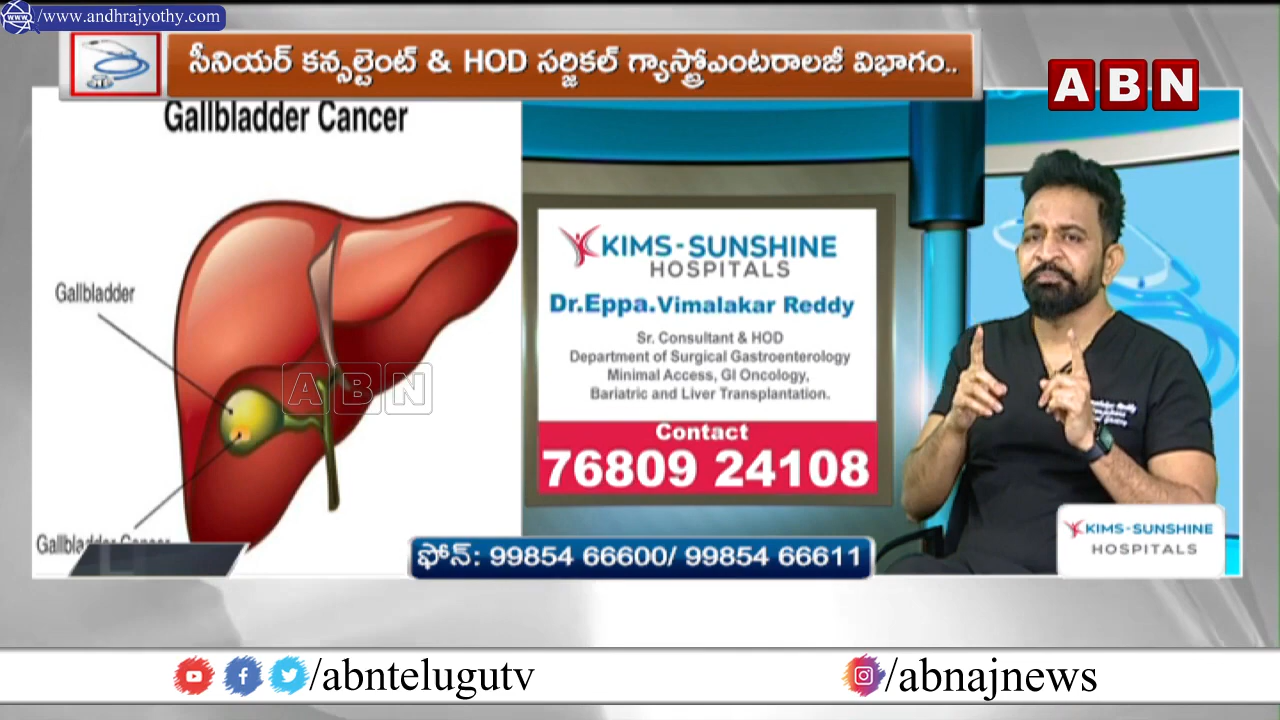 /www.andhrajyothy.com
సీనియర్ కన్సల్టెంట్ & HOD సర్జికల్ గ్యాస్ట్రోఎంటరాలజీ విభాగం..
ABN
Gallbladder Cancer
Gallbladder
ABN
Gallbladder Cancer
KIMS-SUNSHINE
HOSPITALS
Dr.Eppa.Vimalakar Reddy
Sr. Consultant & HOD
Department of Surgical Gastroenterology
Minimal Access, GI Oncology,
Bariatric and Liver Transplantation.
Contact
76809 24108
KIMS-SUNSHINE
HOSPITALS
ఫోన్: 99854 66600/ 99854 66611
/abntelugutv
/abnajnews